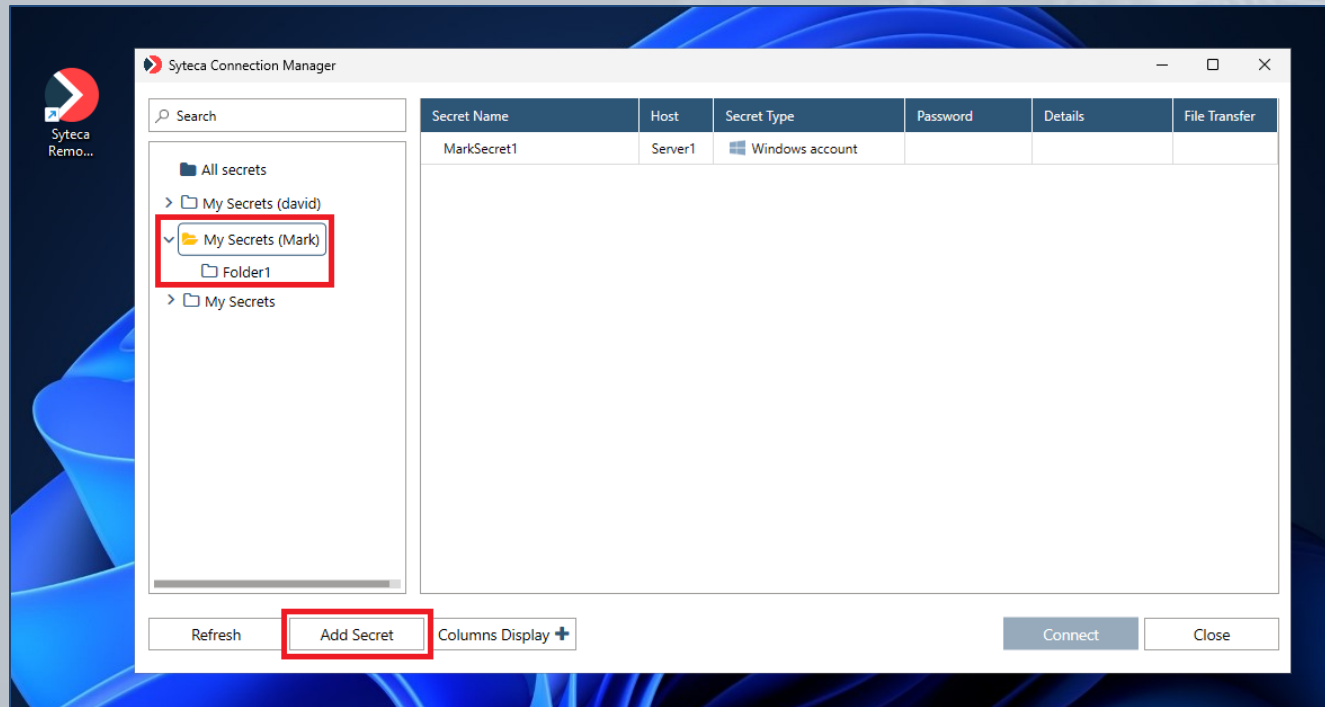 Syteca
Remo...
Syteca Connection Manager
Search
All secrets
My Secrets (david)
My Secrets (Mark)
Folder1
My Secrets
Secret Name Host Secret Type Password Details File Transfer
MarkSecret1 Server1 Windows account
Refresh Add Secret Columns Display Connect Close